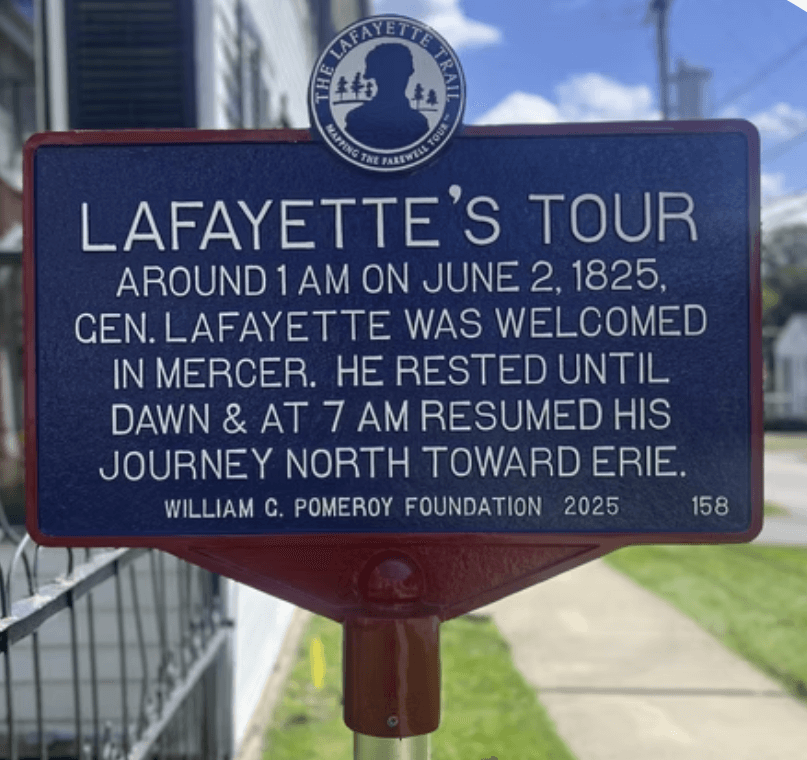 THE LAFAYETTE TRAIL
MAPPING THE FAREWELL TOUR™
LAFAYETTE'S TOUR
AROUND 1 AM ON JUNE 2, 1825,
GEN. LAFAYETTE WAS WELCOMED
IN MERCER. HE RESTED UNTIL
DAWN & AT 7 AM RESUMED HIS
JOURNEY NORTH TOWARD ERIE.
WILLIAM G. POMEROY FOUNDATION 2025 158